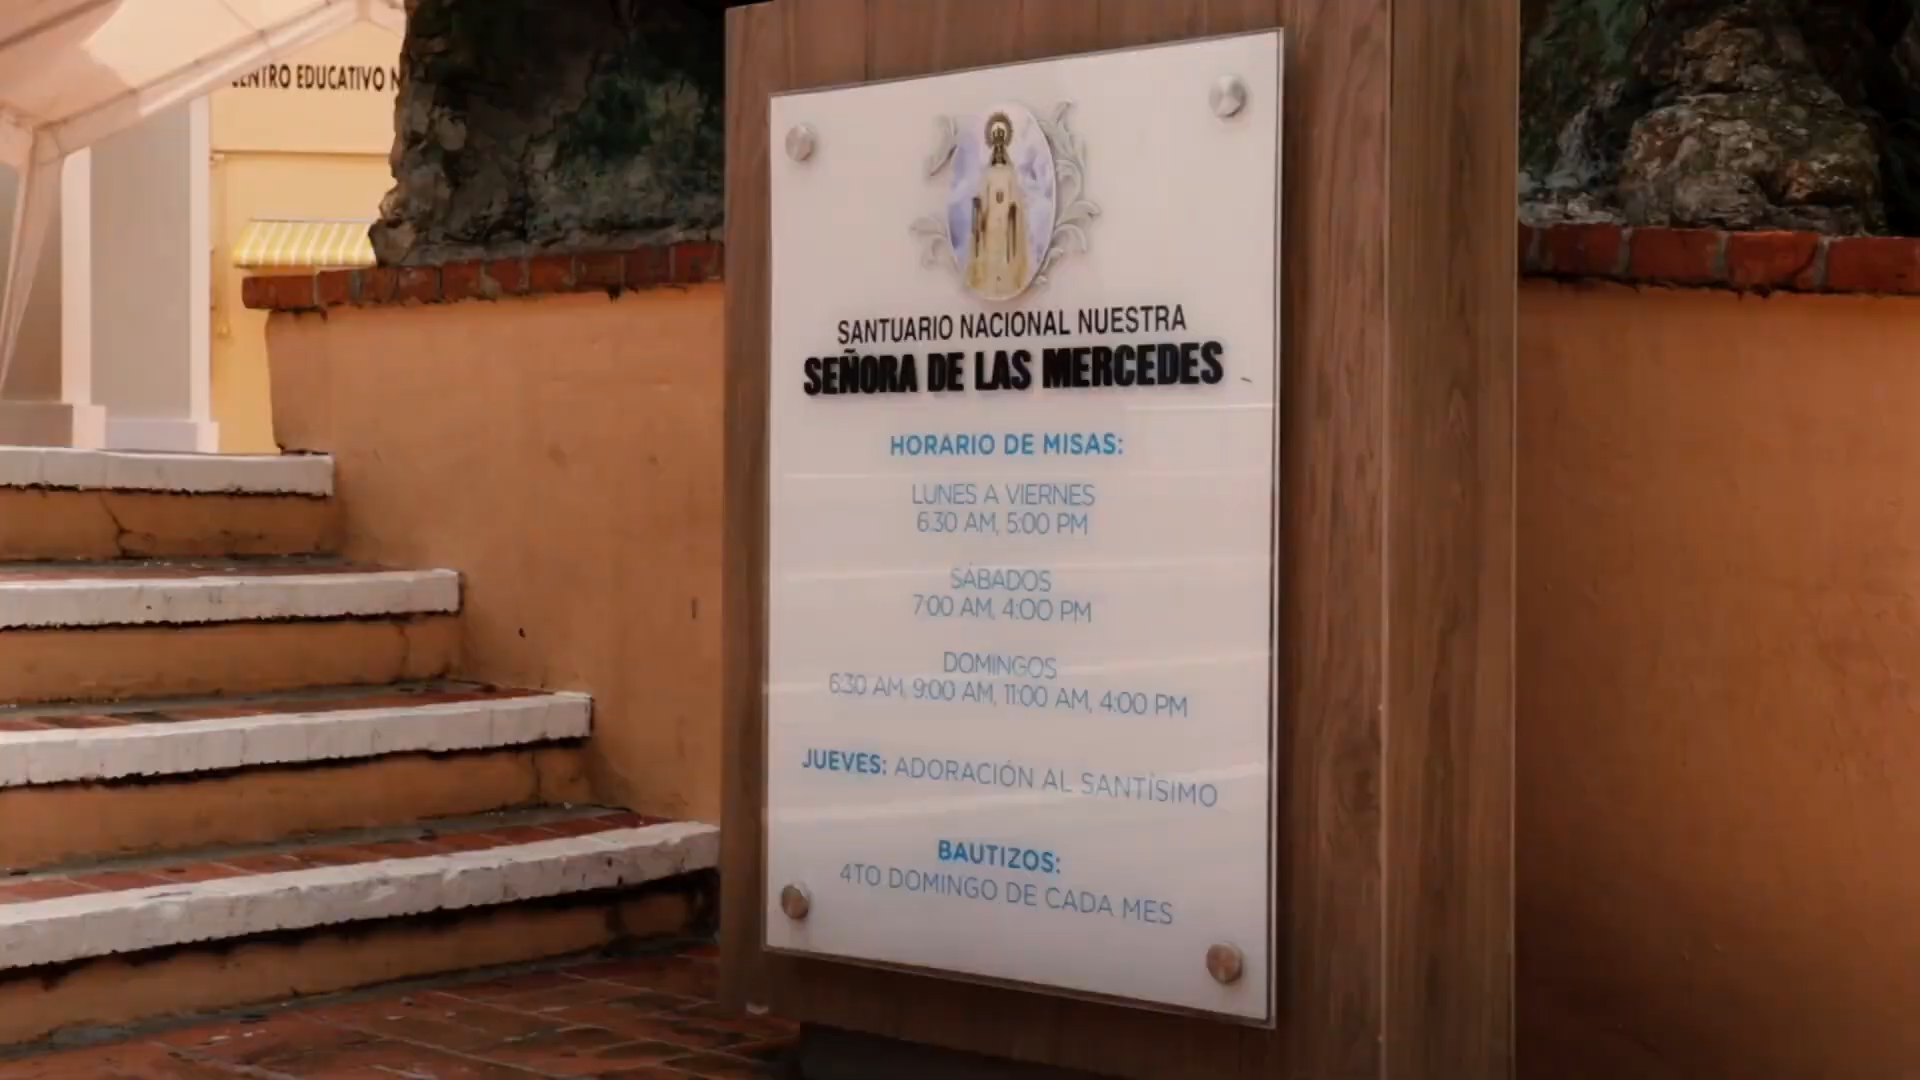 CENTRO EDUCATIVO N
SANTUARIO NACIONAL NUESTRA
SEÑORA DE LAS MERCEDES
HORARIO DE MISAS:
LUNES A VIERNES
6:30 AM, 5:00 PM
SÁBADOS
7:00 AM, 4:00 PM
DOMINGOS
6:30 AM, 9:00 AM, 11:00 AM, 4:00 PM
JUEVES: ADORACIÓN AL SANTÍSIMO
BAUTIZOS:
4TO DOMINGO DE CADA MES